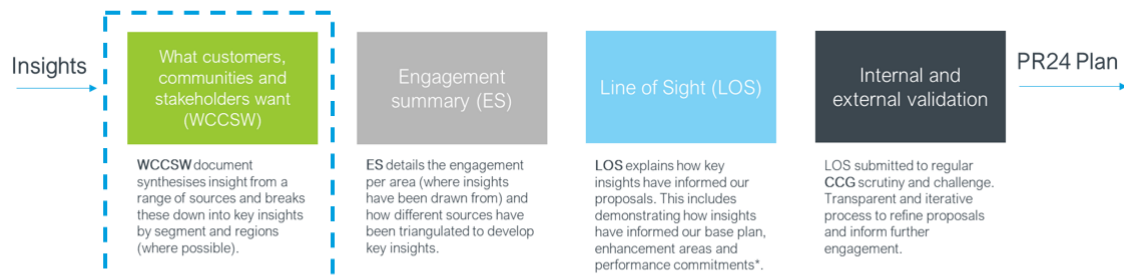 Insights
What customers,
communities and
stakeholders want
(WCCSW)
WCCSW document
synthesises insight from a
range of sources and breaks
these down into key insights
by segment and regions
(where possible).
Engagement
summary (ES)
ES details the engagement
per area (where insights
have been drawn from) and
how different sources have
been triangulated to develop
key insights.
Line of Sight (LOS)
LOS explains how key
insights have informed our
proposals. This includes
demonstrating how insights
have informed our base plan,
enhancement areas and
performance commitments*.
Internal and
external validation
LOS submitted to regular
CCG scrutiny and challenge.
Transparent and iterative
process to refine proposals
and inform further
engagement.
PR24 Plan